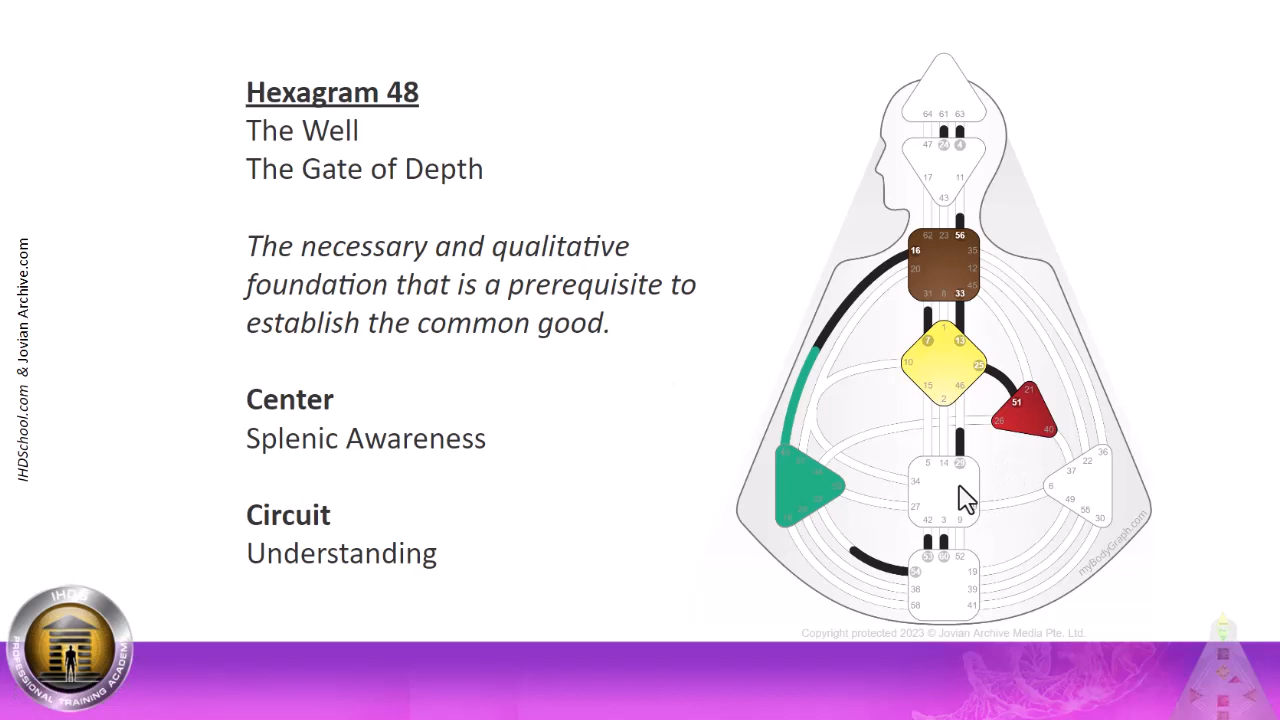 Hexagram 48
The Well
The Gate of Depth
The necessary and qualitative
foundation that is a prerequisite to
establish the common good.
Center
Splenic Awareness
Circuit
Understanding
IHDSchool.com & Jovian Archive.com
64 61 63
47 24 4
17 11
43
62 23 56
16 35
20 12
45
31 8 33
1
7 13
10 25
15 46
2
21
51
26 40
5 14 29
34
27
42 3 9
53 60 52
54 19
38 39
58 41
36
22
37
6
49
55
30
myBodyGraph.com
Copyright protected 2023 © Jovian Archive Media Pte. Ltd.
IHDS
PROFESSIONAL TRAINING ACADEMY